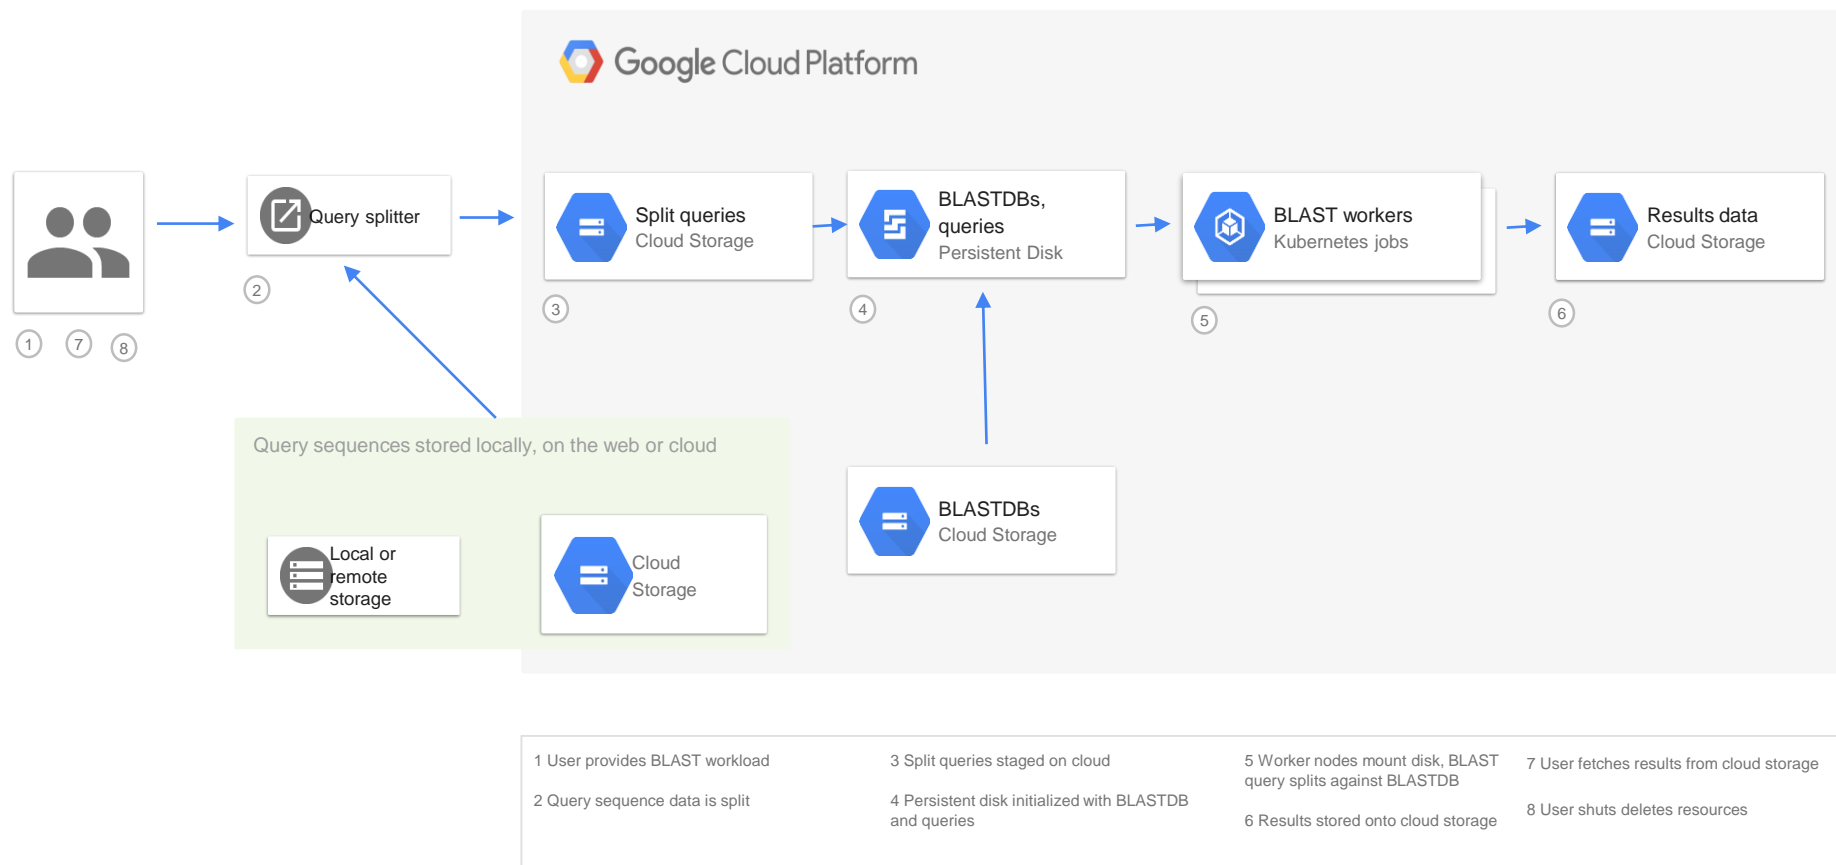 Google Cloud Platform
Query splitter
2
1
7
8
Split queries
Cloud Storage
3
BLASTDBs,
queries
Persistent Disk
4
BLAST workers
Kubernetes jobs
5
Results data
Cloud Storage
6
Query sequences stored locally, on the web or cloud
Local or
remote
storage
Cloud
Storage
BLASTDBs
Cloud Storage
1 User provides BLAST workload
2 Query sequence data is split
3 Split queries staged on cloud
4 Persistent disk initialized with BLASTDB
and queries
5 Worker nodes mount disk, BLAST
query splits against BLASTDB
6 Results stored onto cloud storage
7 User fetches results from cloud storage
8 User shuts deletes resources